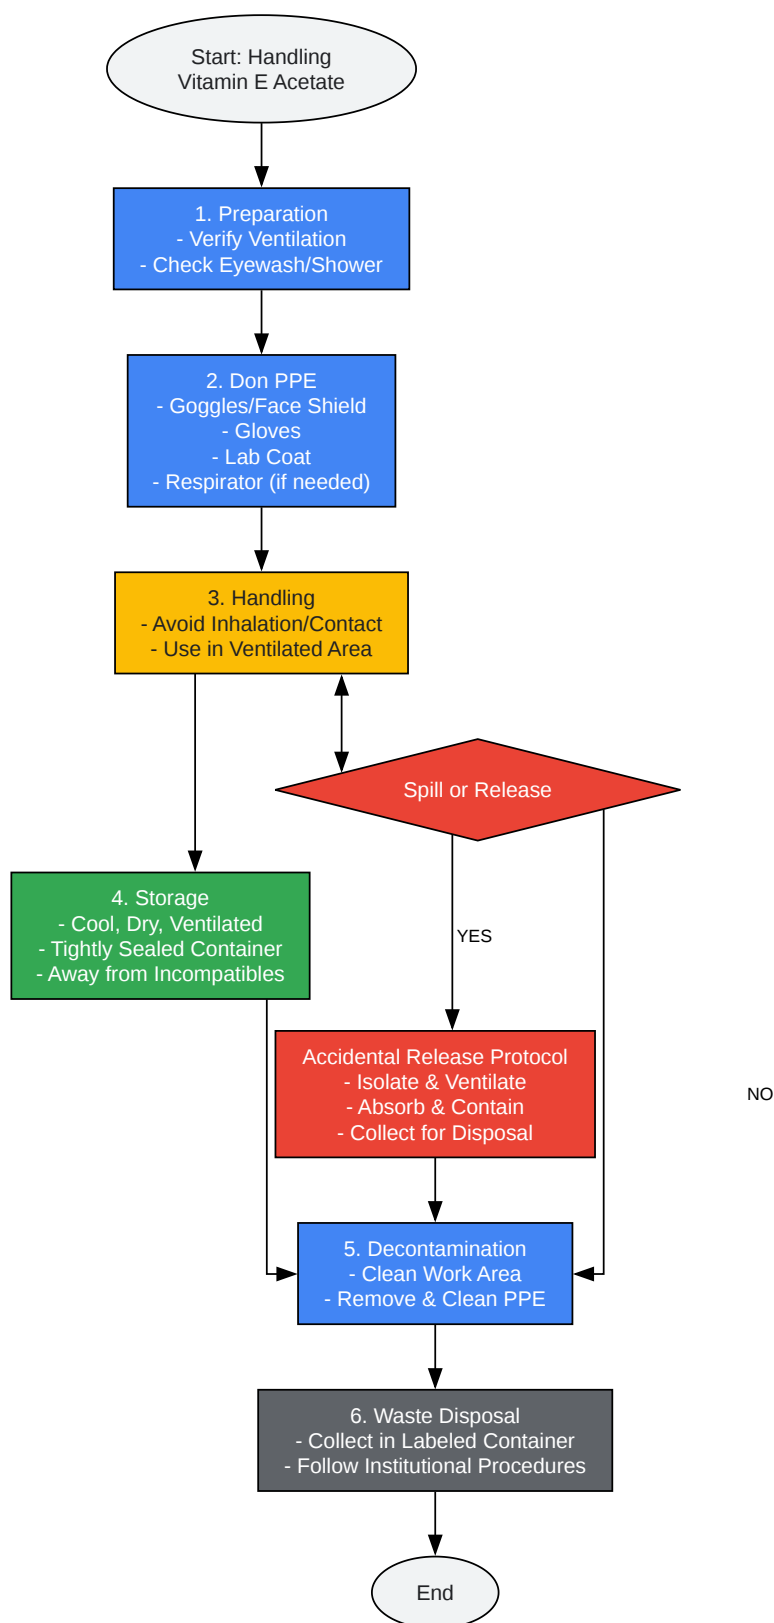 Start: Handling
Vitamin E Acetate
1. Preparation
- Verify Ventilation
- Check Eyewash/Shower
2. Don PPE
- Goggles/Face Shield
- Gloves
- Lab Coat
- Respirator (if needed)
3. Handling
- Avoid Inhalation/Contact
- Use in Ventilated Area
Spill or Release
4. Storage
- Cool, Dry, Ventilated
- Tightly Sealed Container
- Away from Incompatibles
YES
Accidental Release Protocol
- Isolate & Ventilate
- Absorb & Contain
- Collect for Disposal
NO
5. Decontamination
- Clean Work Area
- Remove & Clean PPE
6. Waste Disposal
- Collect in Labeled Container
- Follow Institutional Procedures
End